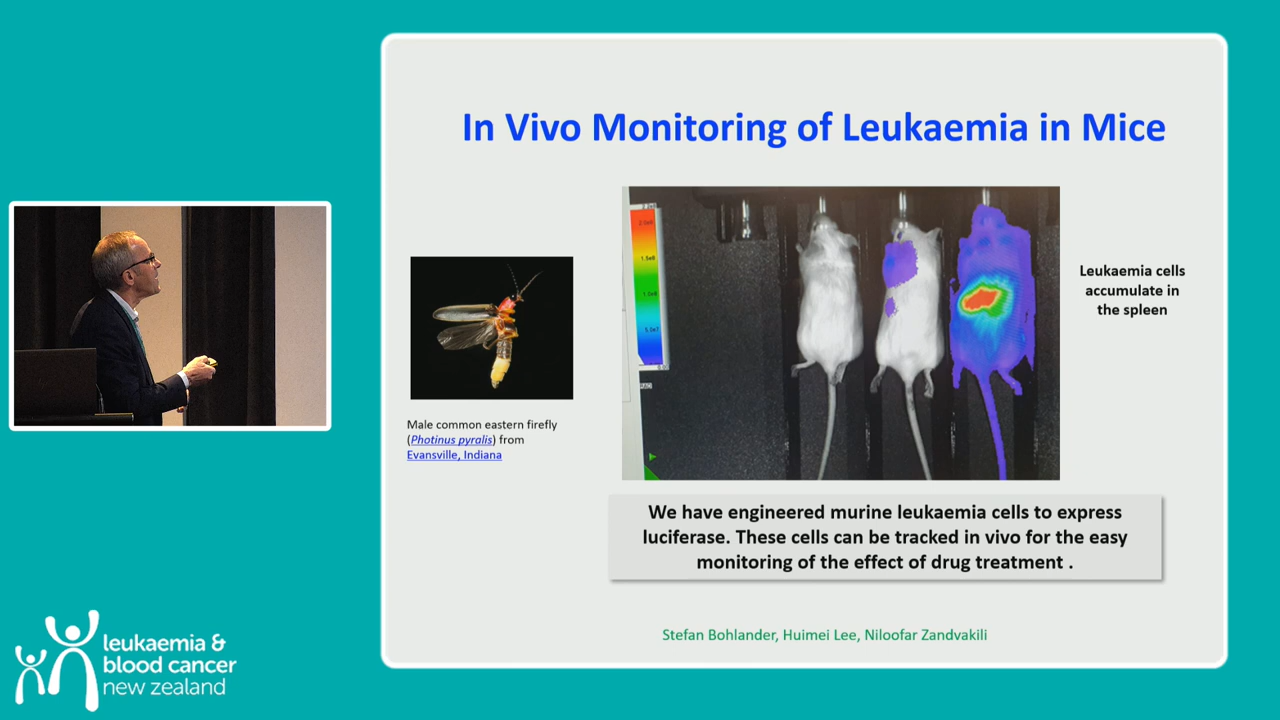 In Vivo Monitoring of Leukaemia in Mice
Leukaemia cells
accumulate in
the spleen
Male common eastern firefly
(Photinus pyralis) from
Evansville, Indiana
We have engineered murine leukaemia cells to express
luciferase. These cells can be tracked in vivo for the easy
monitoring of the effect of drug treatment .
Stefan Bohlander, Huimei Lee, Niloofar Zandvakili
leukaemia &
blood cancer
new zealand